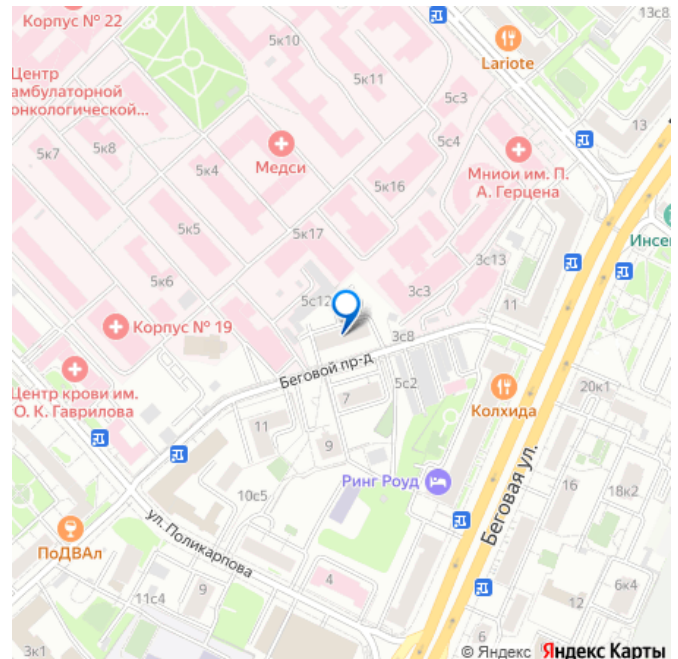 Корпус № 22
13с8
5к10
Lariote
Центр
амбулаторной
онкологической...
5к11
5с3
13
5к7
5к8
5с4
Медси
5к4
Мниои им. П.
А. Герцена
5к16
5к5
5к17
Инсе
3с13
5к6
5с12
3с3
11
Корпус № 19
3с8
Беговой пр-д
5с2
Центр крови им.
О. К. Гаврилова
7
20к1
Колхида
11
9
Ринг Роуд
16
18к2
10с5
Беговая ул.
ул. Поликарпова
ПоДВАл
4
9
6к4
11с4
12
6
3к1
© Яндекс Яндекс Карты